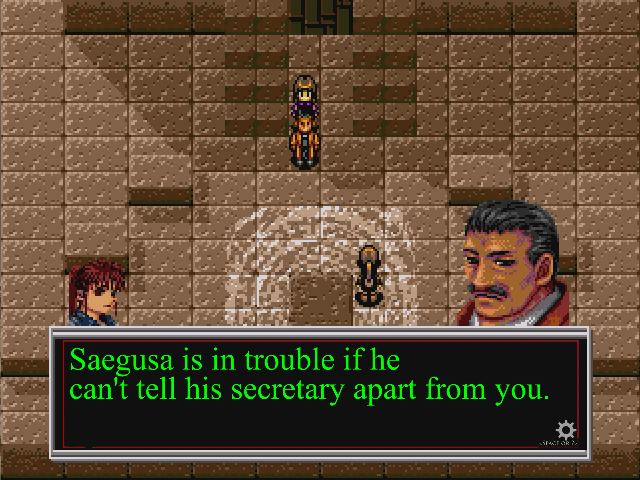 Saegusa is in trouble if he
can't tell his secretary apart from you.